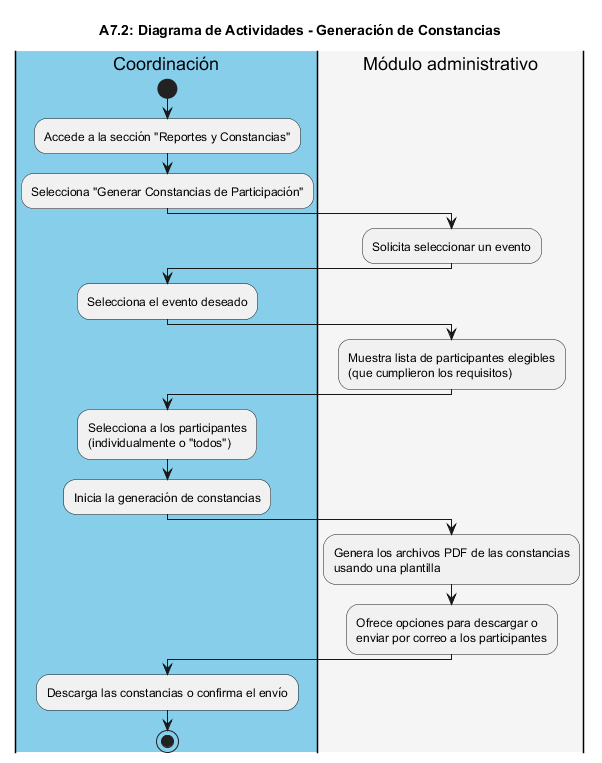 A7.2: Diagrama de Actividades - Generación de Constancias
Coordinación
Módulo administrativo
Accede a la sección "Reportes y Constancias"
Selecciona "Generar Constancias de Participación"
Solicita seleccionar un evento
Selecciona el evento deseado
Muestra lista de participantes elegibles
(que cumplieron los requisitos)
Selecciona a los participantes
(individualmente o "todos")
Inicia la generación de constancias
Genera los archivos PDF de las constancias
usando una plantilla
Ofrece opciones para descargar o
enviar por correo a los participantes
Descarga las constancias o confirma el envío